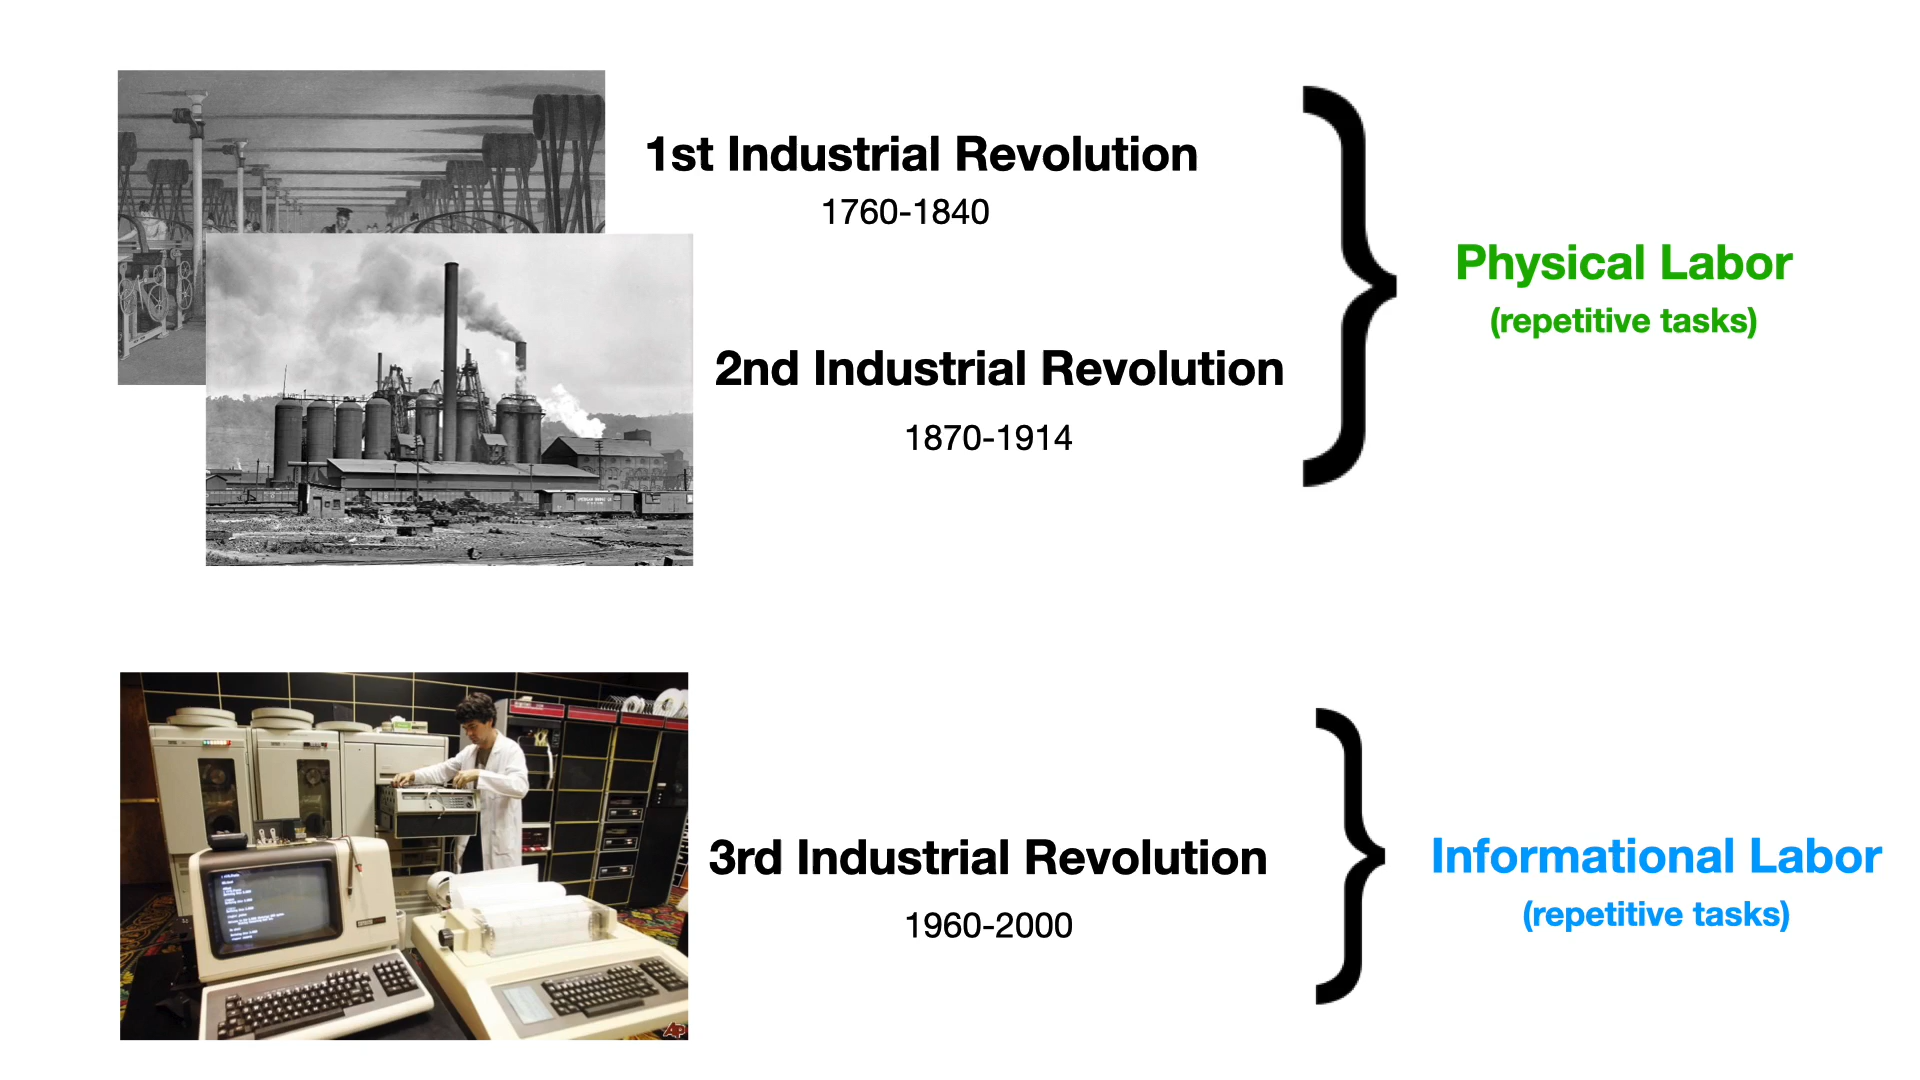 1st Industrial Revolution
1760-1840
Physical Labor
(repetitive tasks)
2nd Industrial Revolution
1870-1914
3rd Industrial Revolution
1960-2000
Informational Labor
(repetitive tasks)
AP